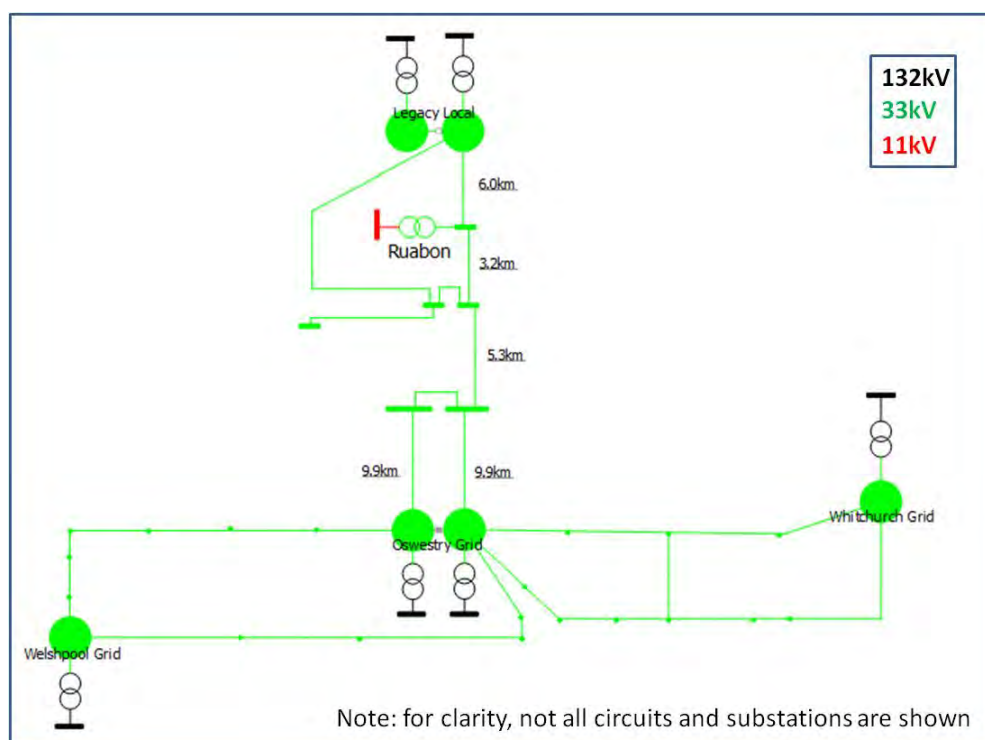 132kV
33kV
11kV
Legacy Local
6.0km
Ruabon
3.2km
5.3km
9.9km
9.9km
Whitchurch Grid
Oswestry Grid
Welshpool Grid
Note: for clarity, not all circuits and substations are shown